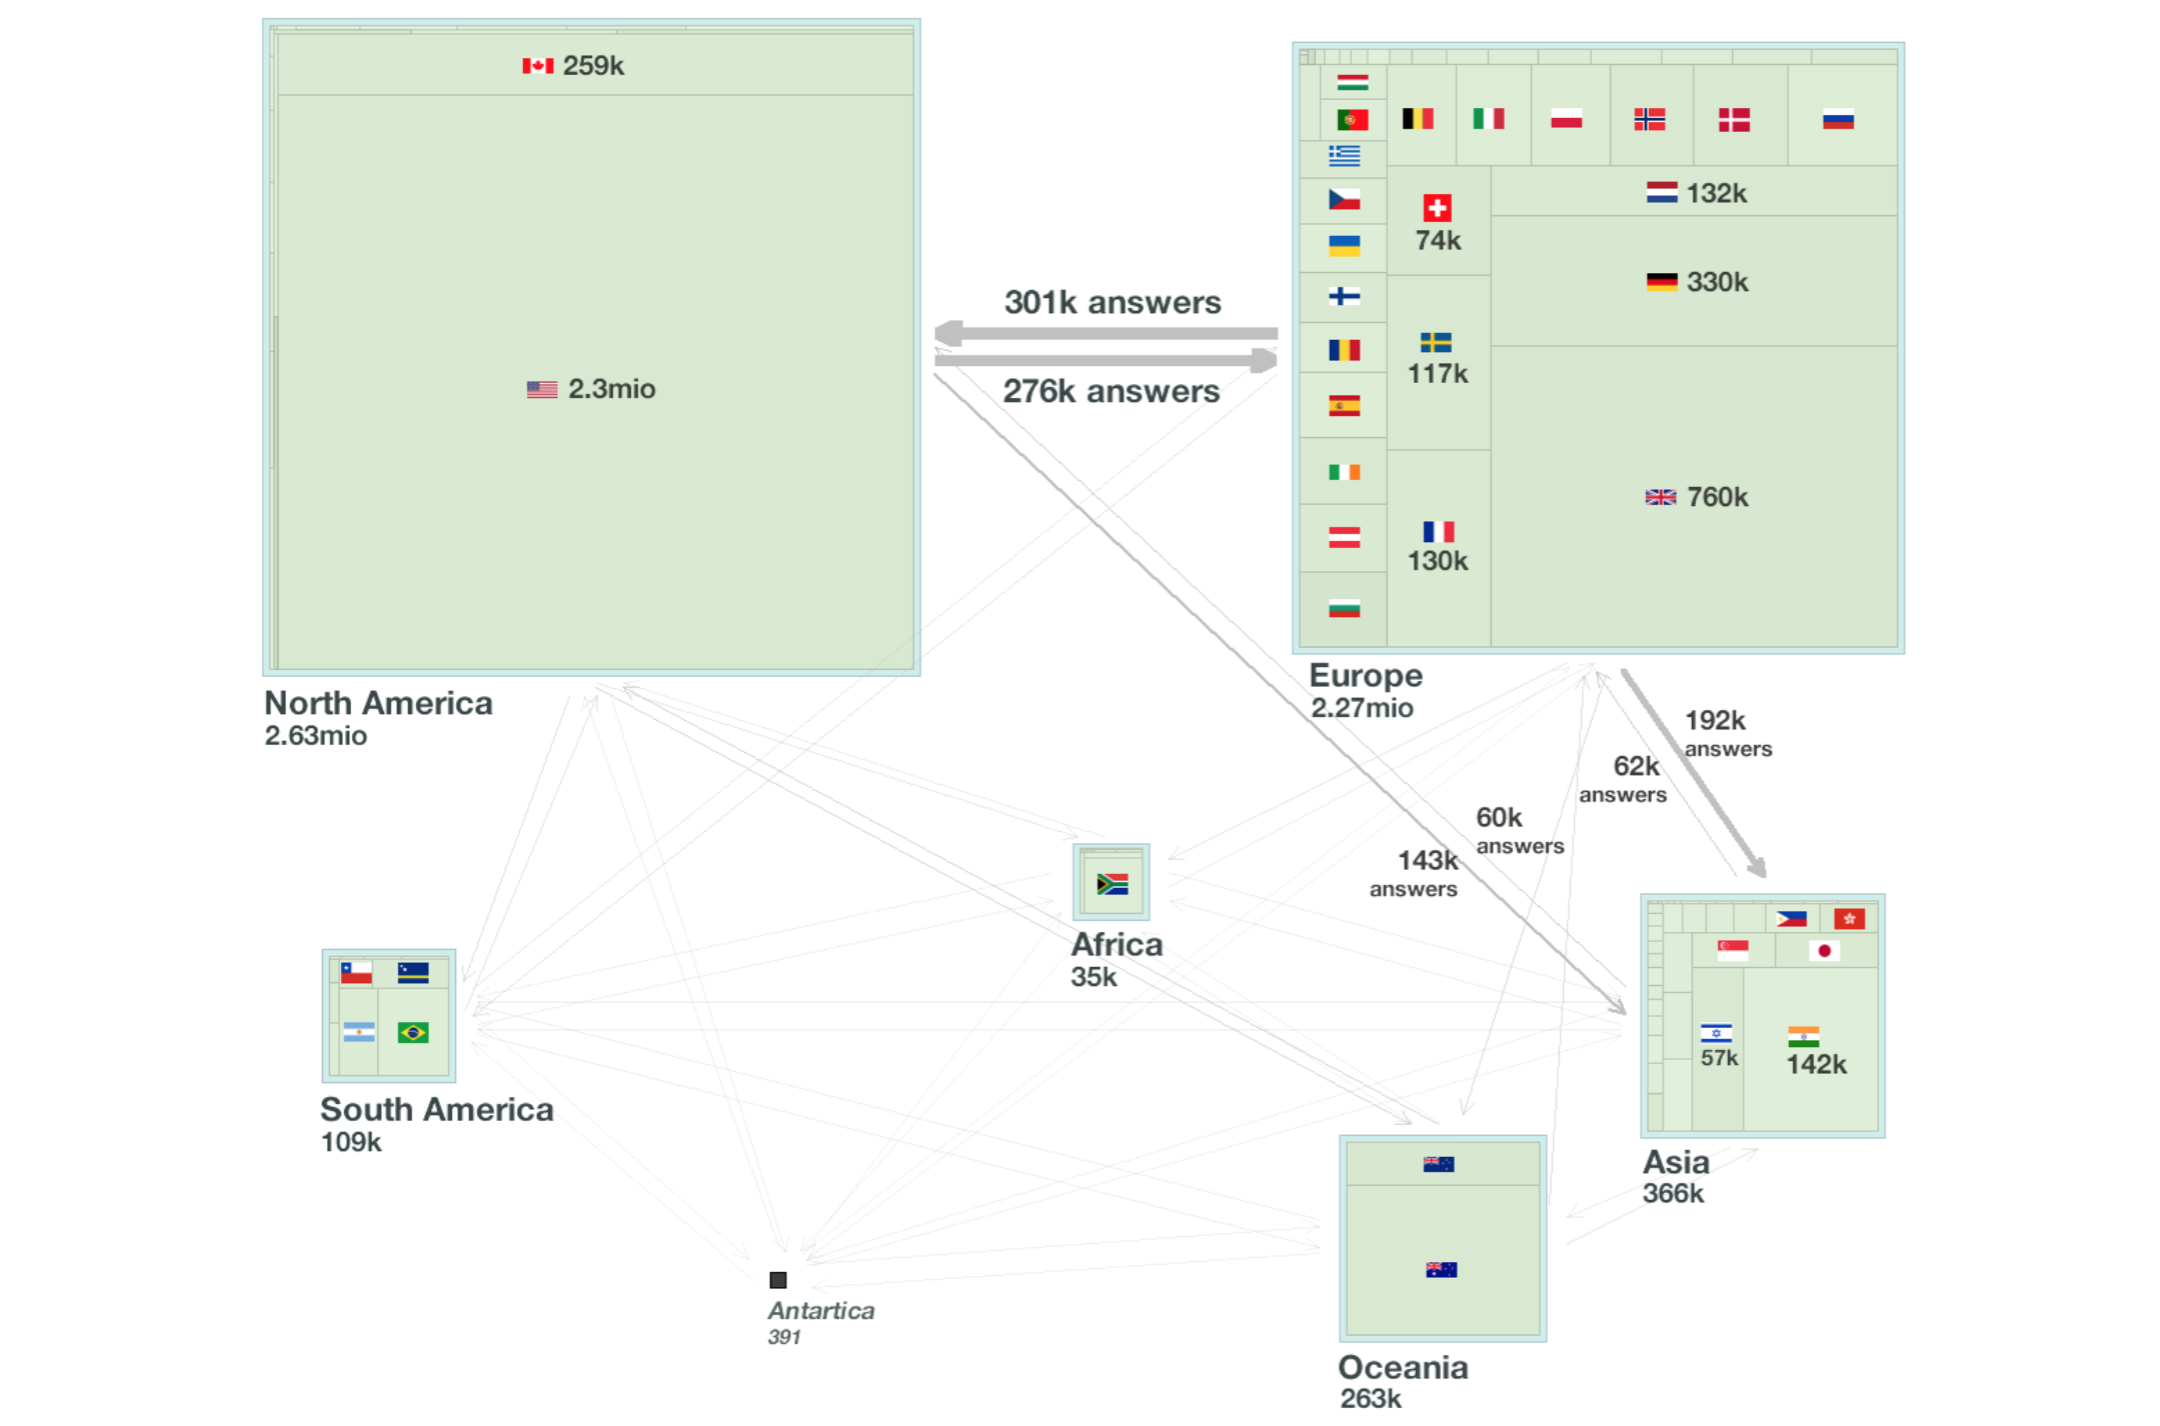 259k
2.3mio
North America
2.63mio
301k answers
276k answers
132k
74k
330k
117k
760k
130k
Europe
2.27mio
192k
answers
62k
answers
60k
answers
143k
answers
Africa
35k
South America
109k
57k
142k
Asia
366k
Antartica
391
Oceania
263k